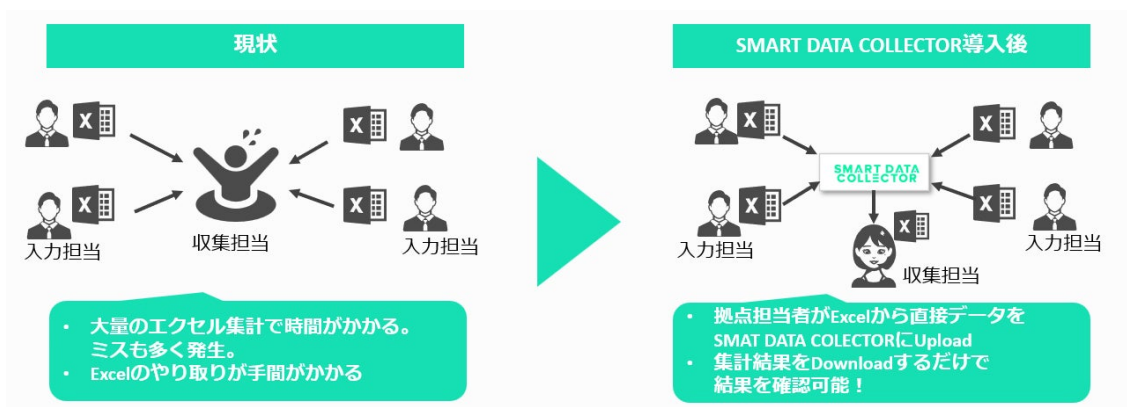 現状
X
X
X
X
入力担当
収集担当
入力担当
・ 大量のエクセル集計で時間がかかる。
ミスも多く発生。
・ Excelのやり取りが手間がかかる
SMART DATA COLLECTOR導入後
X
X
SMART DATA
COLLECTOR
X
X
X
入力担当
収集担当
入力担当
・ 拠点担当者がExcelから直接データを
SMAT DATA COLECTORにUpload
・ 集計結果をDownloadするだけで
結果を確認可能！